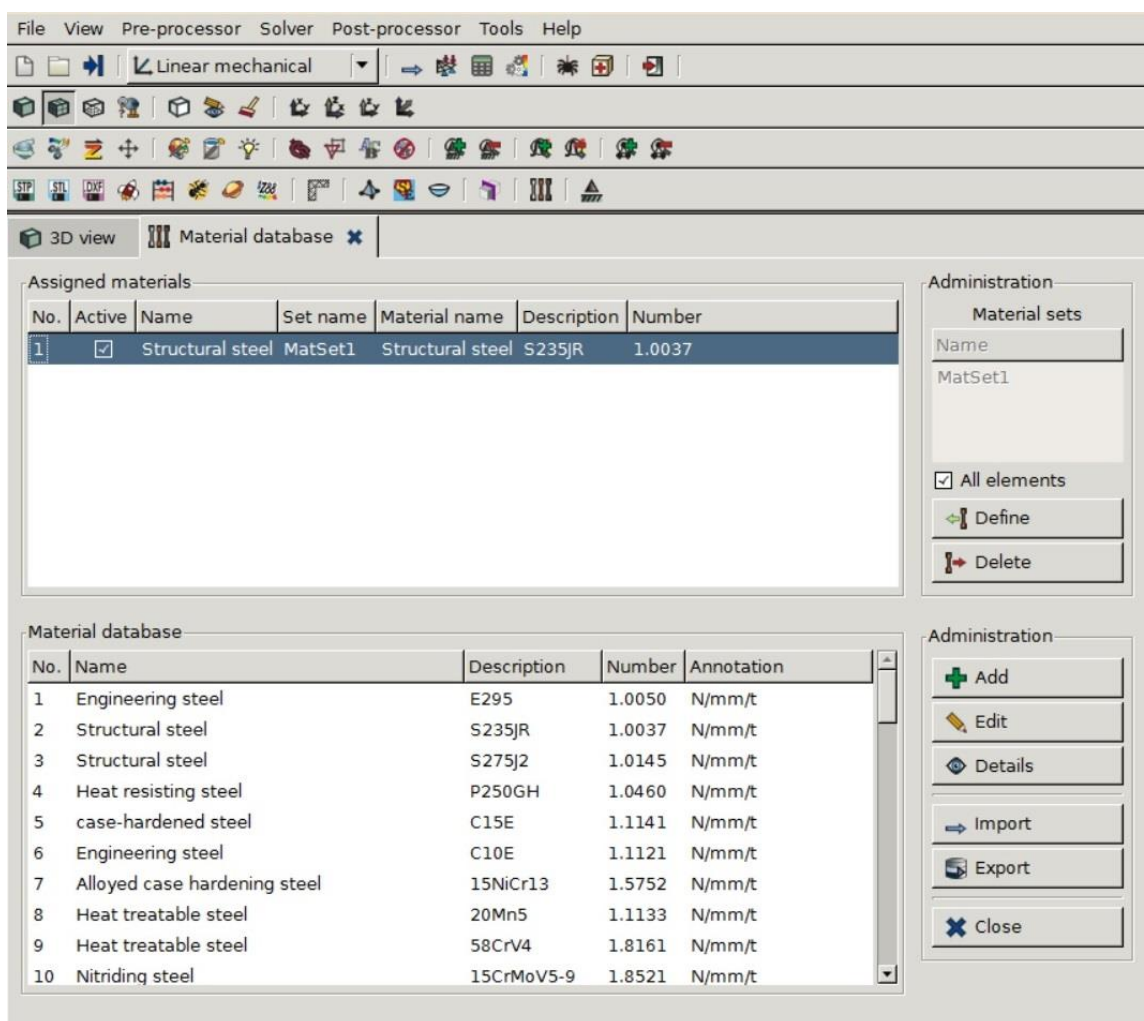 File View Pre-processor Solver Post-processor Tools Help
Linear mechanical
STP STL DXF
3D view Material database
Assigned materials
No. Active Name Set name Material name Description Number
1 Structural steel MatSet1 Structural steel S235JR 1.0037
Administration
Material sets
Name
MatSet1
All elements
Define
Delete
Material database
No. Name Description Number Annotation
1 Engineering steel E295 1.0050 N/mm/t
2 Structural steel S235JR 1.0037 N/mm/t
3 Structural steel S275J2 1.0145 N/mm/t
4 Heat resisting steel P250GH 1.0460 N/mm/t
5 case-hardened steel C15E 1.1141 N/mm/t
6 Engineering steel C10E 1.1121 N/mm/t
7 Alloyed case hardening steel 15NiCr13 1.5752 N/mm/t
8 Heat treatable steel 20Mn5 1.1133 N/mm/t
9 Heat treatable steel 58CrV4 1.8161 N/mm/t
10 Nitriding steel 15CrMoV5-9 1.8521 N/mm/t
Administration
Add
Edit
Details
Import
Export
Close